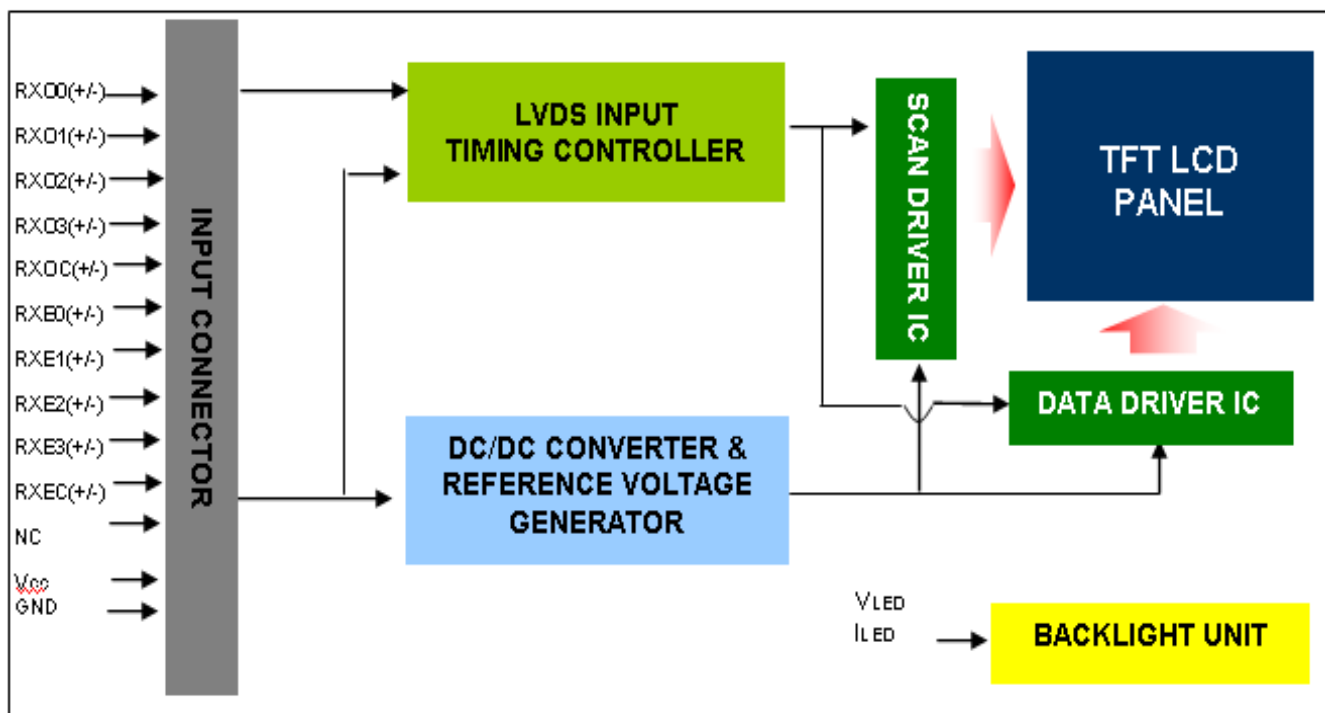 RXO0(+/-)
RXO1(+/-)
RXO2(+/-)
RXO3(+/-)
RXOC(+/-)
RXE0(+/-)
RXE1(+/-)
RXE2(+/-)
RXE3(+/-)
RXEC(+/-)
NC
Vcc
GND
INPUT CONNECTOR
LVDS INPUT
TIMING CONTROLLER
DC/DC CONVERTER &
REFERENCE VOLTAGE
GENERATOR
SCAN DRIVER IC
TFT LCD
PANEL
DATA DRIVER IC
VLED
ILED
BACKLIGHT UNIT